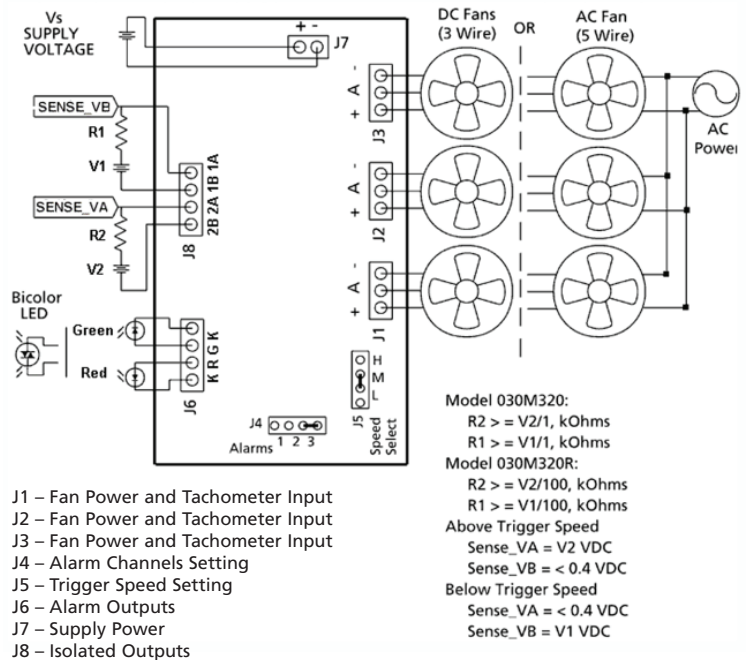 Vs
SUPPLY
VOLTAGE
+ -
J7
DC Fans
(3 Wire)
OR
AC Fan
(5 Wire)
SENSE_VB
R1
V1
SENSE_VA
R2
V2
2B 2A 1B 1A
J8
- A +
J3
- A +
J2
- A +
J1
AC
Power
Bicolor
LED
Green
Red
K R G K
J6
J4
1 2 3
Alarms
H
M
L
J5
Speed
Select
Model 030M320:
R2 > = V2/1, kOhms
R1 > = V1/1, kOhms
Model 030M320R:
R2 > = V2/100, kOhms
R1 > = V1/100, kOhms
Above Trigger Speed
Sense_VA = V2 VDC
Sense_VB = < 0.4 VDC
Below Trigger Speed
Sense_VA = < 0.4 VDC
Sense_VB = V1 VDC
J1 – Fan Power and Tachometer Input
J2 – Fan Power and Tachometer Input
J3 – Fan Power and Tachometer Input
J4 – Alarm Channels Setting
J5 – Trigger Speed Setting
J6 – Alarm Outputs
J7 – Supply Power
J8 – Isolated Outputs